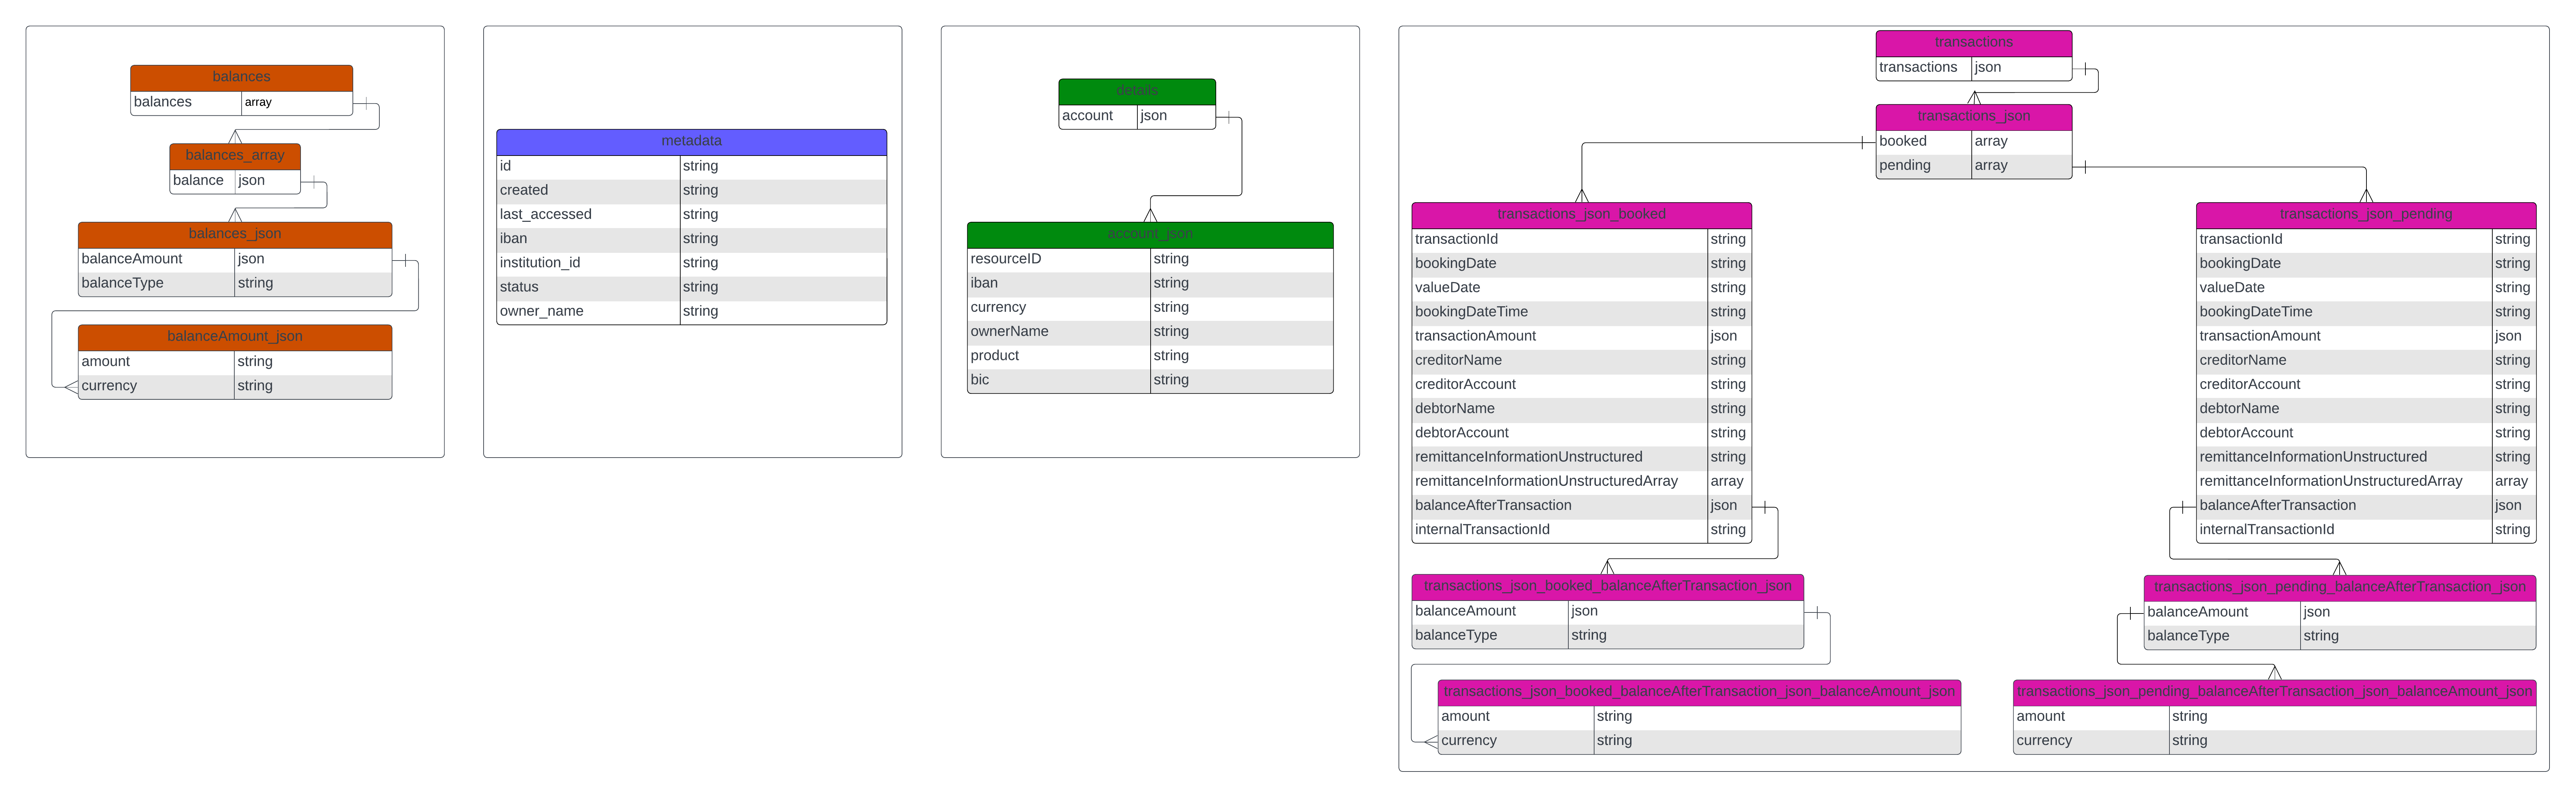 balances
balances array
balances_array
balance json
balances_json
balanceAmount json
balanceType string
balanceAmount_json
amount string
currency string
metadata
id string
created string
last_accessed string
iban string
institution_id string
status string
owner_name string
details
account json
account_json
resourceID string
iban string
currency string
ownerName string
product string
bic string
transactions
transactions json
transactions_json
booked array
pending array
transactions_json_booked
transactionId string
bookingDate string
valueDate string
bookingDateTime string
transactionAmount json
creditorName string
creditorAccount string
debtorName string
debtorAccount string
remittanceInformationUnstructured string
remittanceInformationUnstructuredArray array
balanceAfterTransaction json
internalTransactionId string
transactions_json_booked_balanceAfterTransaction_json
balanceAmount json
balanceType string
transactions_json_booked_balanceAfterTransaction_json_balanceAmount_json
amount string
currency string
transactions_json_pending
transactionId string
bookingDate string
valueDate string
bookingDateTime string
transactionAmount json
creditorName string
creditorAccount string
debtorName string
debtorAccount string
remittanceInformationUnstructured string
remittanceInformationUnstructuredArray array
balanceAfterTransaction json
internalTransactionId string
transactions_json_pending_balanceAfterTransaction_json
balanceAmount json
balanceType string
transactions_json_pending_balanceAfterTransaction_json_balanceAmount_json
amount string
currency string